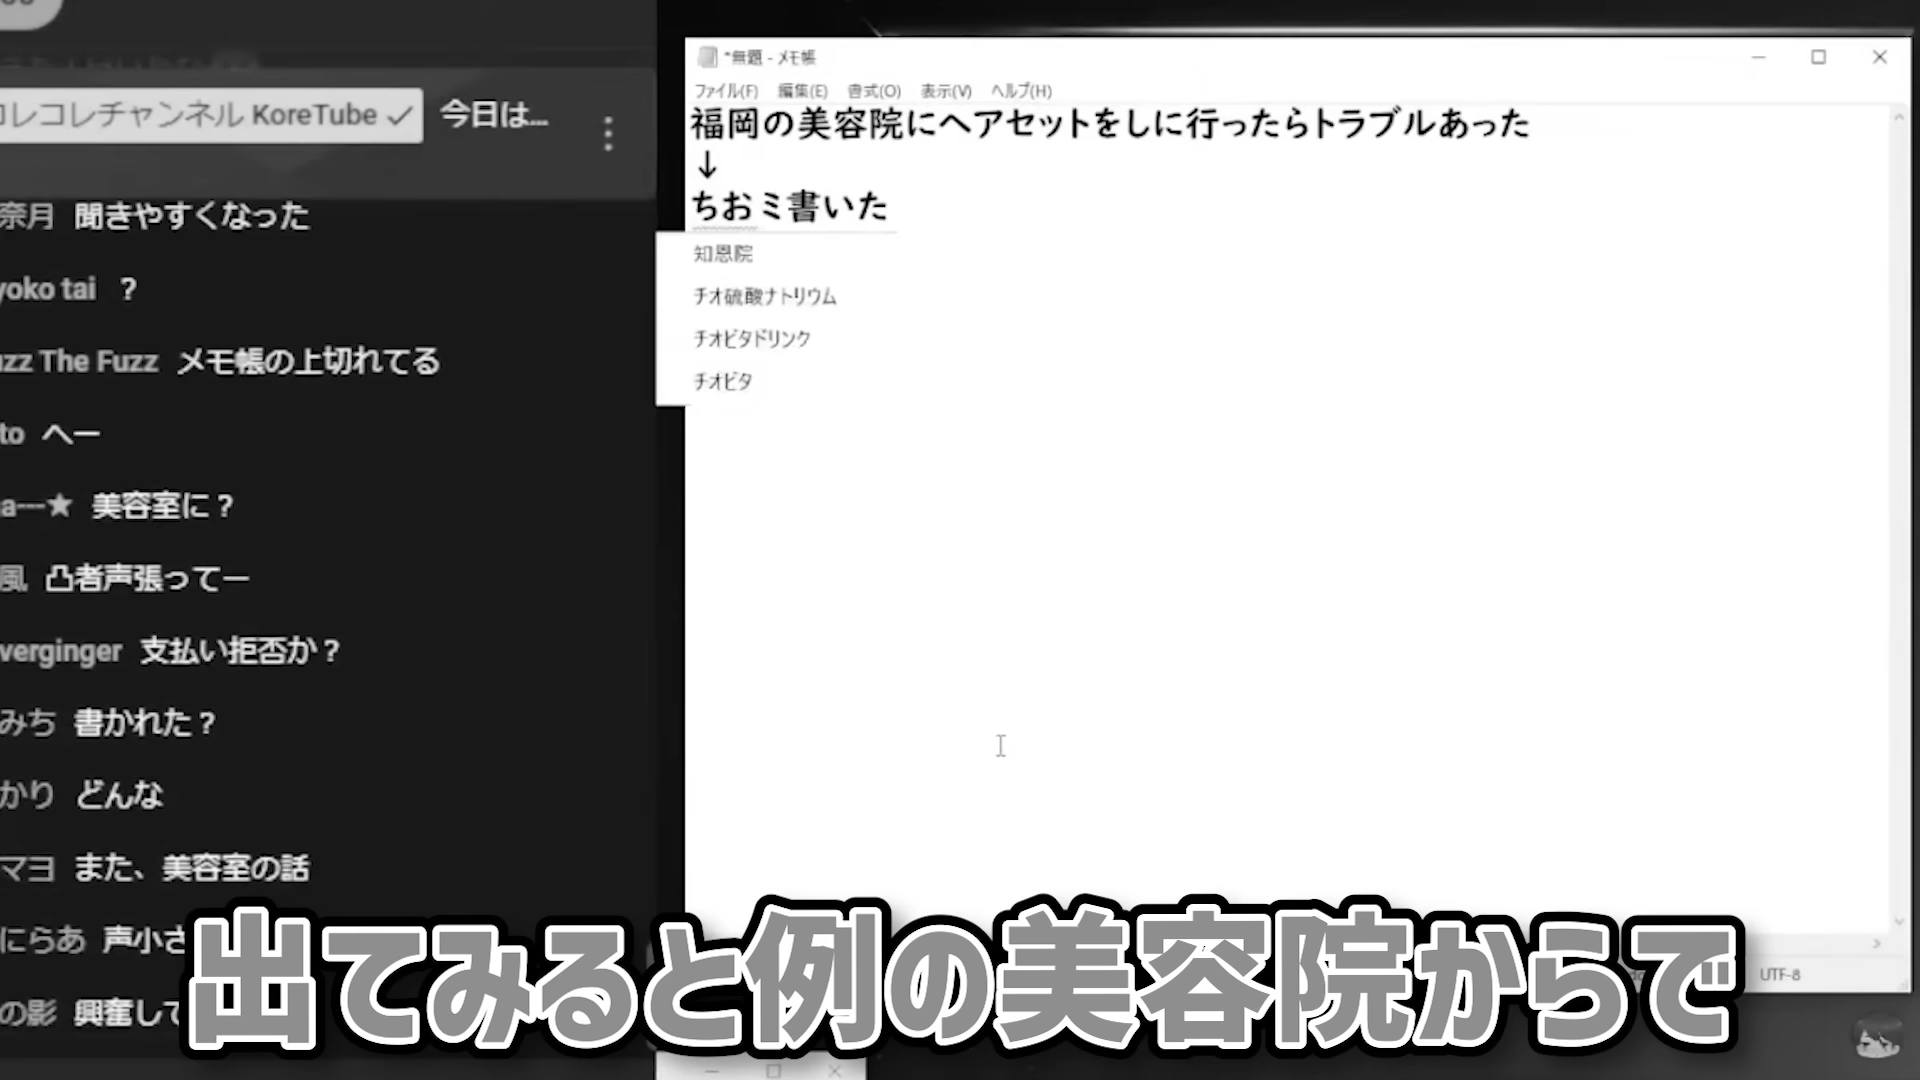 コレコレチャンネル KoreTube ✓ 今日は...
奈月 聞きやすくなった
yoko tai ？
zz The Fuzz メモ帳の上切れてる
to へー
a---★ 美容室に？
風 凸者声張ってー
verginger 支払い拒否か？
みち 書かれた？
かり どんな
マヨ また、美容室の話
にらあ 声小さ
の影 興奮して
*無題 - メモ帳
ファイル(F) 編集(E) 書式(O) 表示(V) ヘルプ(H)
福岡の美容院にヘアセットをしに行ったらトラブルあった
↓
ちおミ書いた
知恩院
チオ硫酸ナトリウム
チオビタドリンク
チオビタ
UTF-8
出てみると例の美容院からで